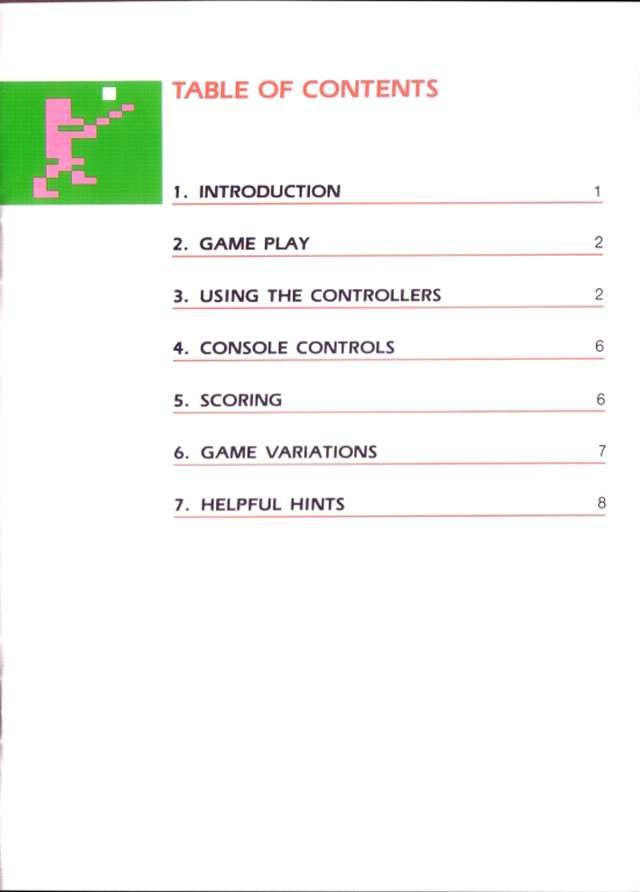 TABLE OF CONTENTS
1. INTRODUCTION 1
2. GAME PLAY 2
3. USING THE CONTROLLERS 2
4. CONSOLE CONTROLS 6
5. SCORING 6
6. GAME VARIATIONS 7
7. HELPFUL HINTS 8